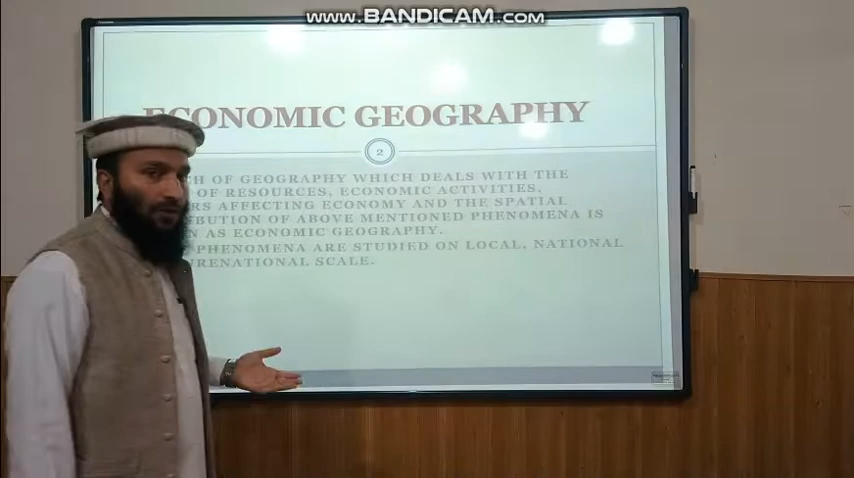 WWW.BANDICAM.COM
ECONOMIC GEOGRAPHY
2
OF GEOGRAPHY WHICH DEALS WITH THE
OF RESOURCES, ECONOMIC ACTIVITIES,
AFFECTING ECONOMY AND THE SPATIAL
OF ABOVE MENTIONED PHENOMENA IS
AS ECONOMIC GEOGRAPHY.
PHENOMENA ARE STUDIED ON LOCAL, NATIONAL
SCALE.